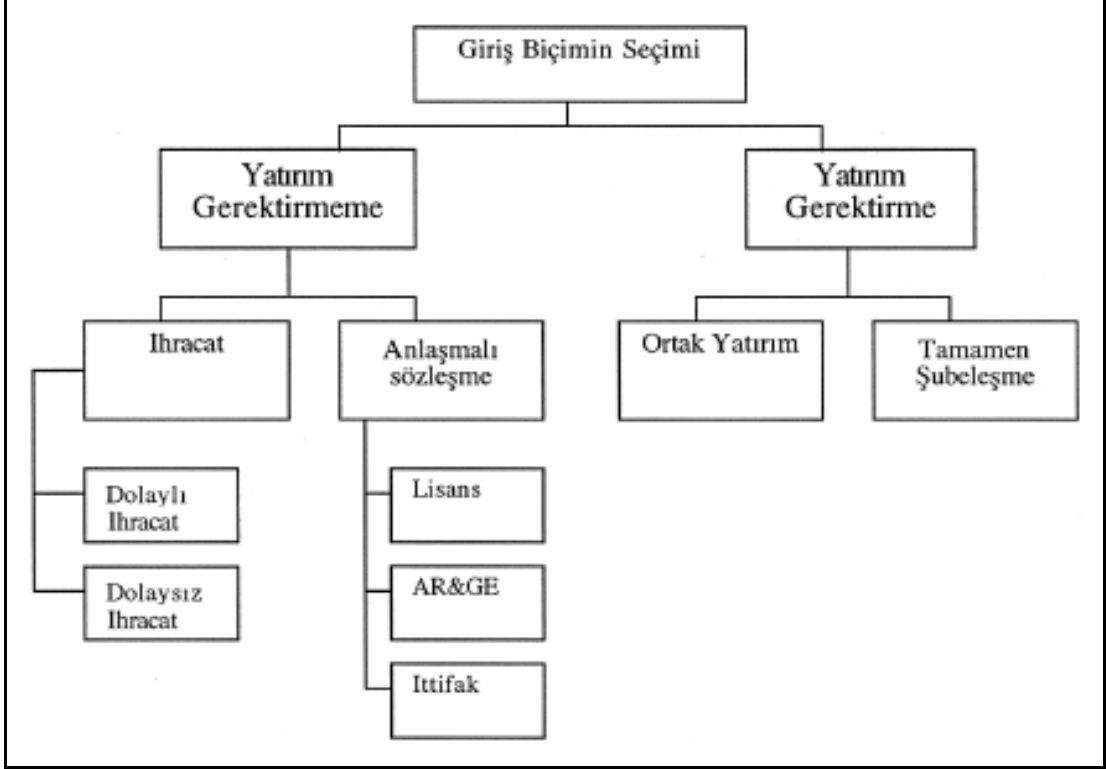 Giriş Biçimin Seçimi
Yatırım
Gerektirmeme
Yatırım
Gerektirme
Ihracat
Anlaşmalı
sözleşme
Ortak Yatırım
Tamamen
Şubeleşme
Dolaylı
Ihracat
Dolaysız
Ihracat
Lisans
AR&GE
Ittifak